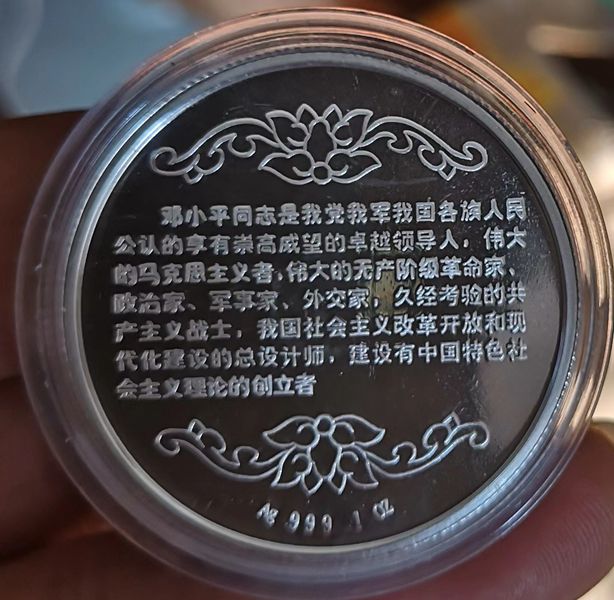 邓小平同志是我党我军我国各族人民
公认的享有崇高威望的卓越领导人，伟大
的马克思主义者，伟大的无产阶级革命家、
政治家、军事家、外交家，久经考验的共
产主义战士，我国社会主义改革开放和现
代化建设的总设计师，建设有中国特色社
会主义理论的创立者
Ag 999 1 OZ